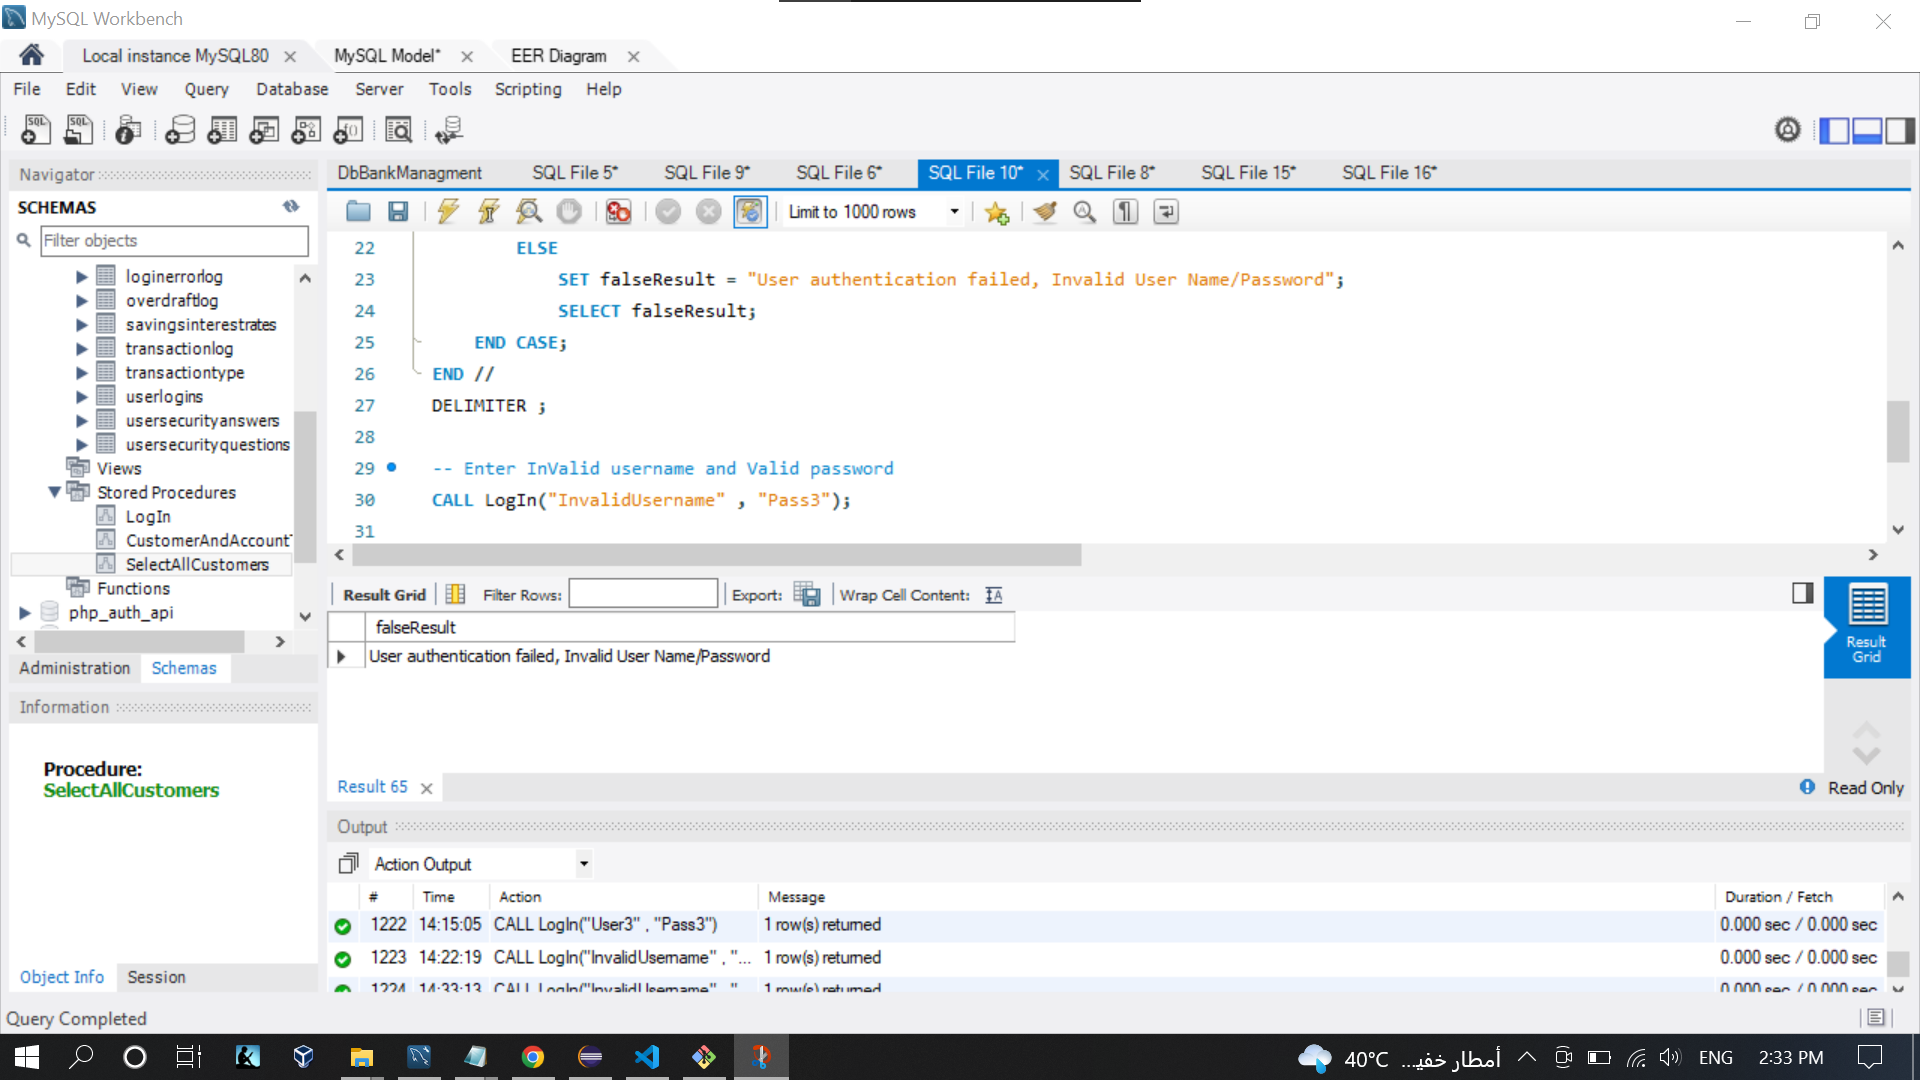 MySQL Workbench
Local instance MySQL80
MySQL Model*
EER Diagram
File Edit View Query Database Server Tools Scripting Help
Navigator
SCHEMAS
Filter objects
loginerrorlog
overdraftlog
savingsinterestrates
transactionlog
transactiontype
userlogins
usersecurityanswers
usersecurityquestions
Views
Stored Procedures
LogIn
CustomerAndAccount
SelectAllCustomers
Functions
php_auth_api
Administration Schemas
Information
Procedure:
SelectAllCustomers
Object Info Session
DbBankManagment SQL File 5* SQL File 9* SQL File 6* SQL File 10* SQL File 8* SQL File 15* SQL File 16*
Limit to 1000 rows
22 ELSE
23 SET falseResult = "User authentication failed, Invalid User Name/Password";
24 SELECT falseResult;
25 END CASE;
26 END //
27 DELIMITER ;
28
29 -- Enter InValid username and Valid password
30 CALL LogIn("InvalidUsername" , "Pass3");
31
Result Grid Filter Rows: Export: Wrap Cell Content:
falseResult
User authentication failed, Invalid User Name/Password
Result Grid
Result 65
Read Only
Output
Action Output
# Time Action Message Duration / Fetch
1222 14:15:05 CALL LogIn("User3" , "Pass3") 1 row(s) returned 0.000 sec / 0.000 sec
1223 14:22:19 CALL LogIn("InvalidUsername" , "... 1 row(s) returned 0.000 sec / 0.000 sec
1224 14:33:13 CALL LogIn("InvalidUsername" , "... 1 row(s) returned 0.000 sec / 0.000 sec
Query Completed
40°C أمطار خفيـ... ENG 2:33 PM